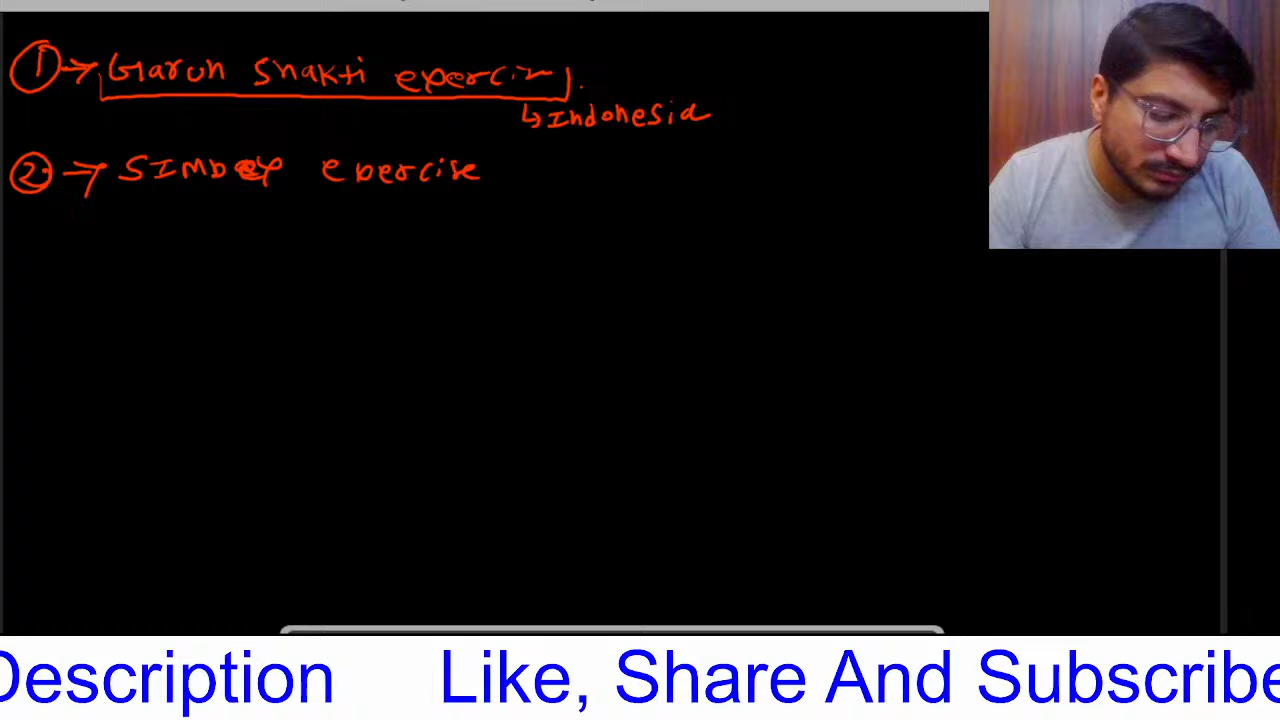 ① → Garun Shakti exercise
↳ Indonesia
②. → SIMBEX exercise
Description Like, Share And Subscribe